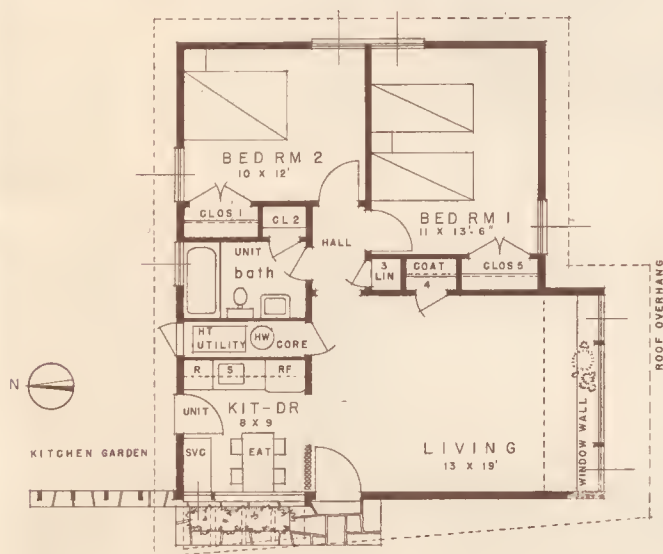 BED RM 2
10 X 12'
BED RM 1
11 X 13'-6"
CLOS 1
CL 2
HALL
UNIT
bath
3
LIN
COAT
4
CLOS 5
ROOF OVERHANG
HT
UTILITY
HW
CORE
R
S
RF
N
UNIT
KIT-DR
8 X 9
KITCHEN GARDEN
SVC
EAT
LIVING
13 X 19'
WINDOW WALL